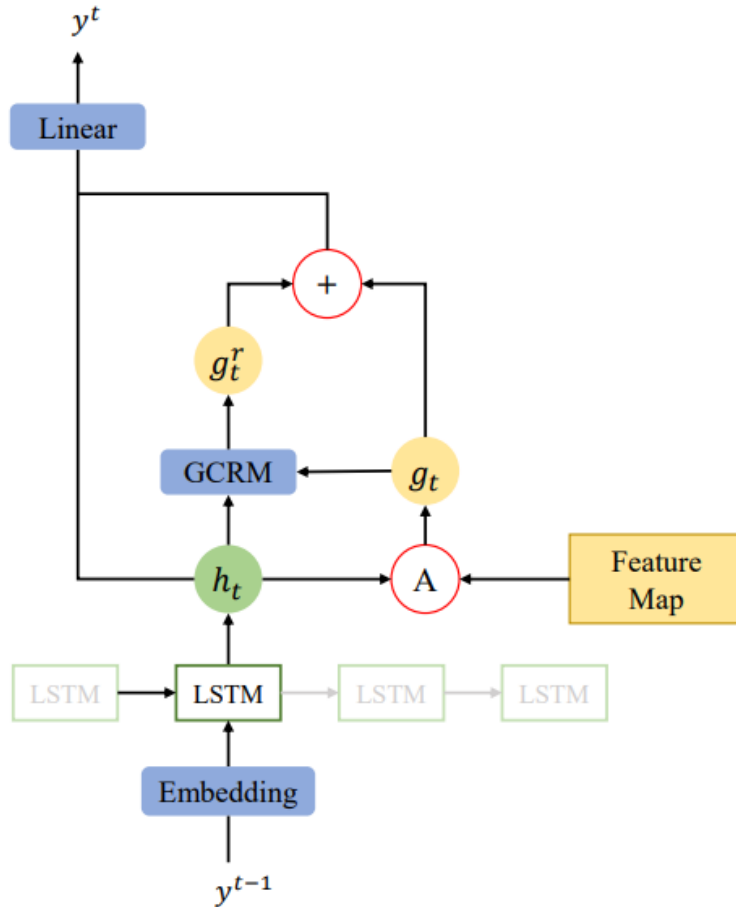 y^t
Linear
+
g_t^r
GCRM
g_t
h_t
A
Feature
Map
LSTM
LSTM
LSTM
LSTM
Embedding
y^{t-1}